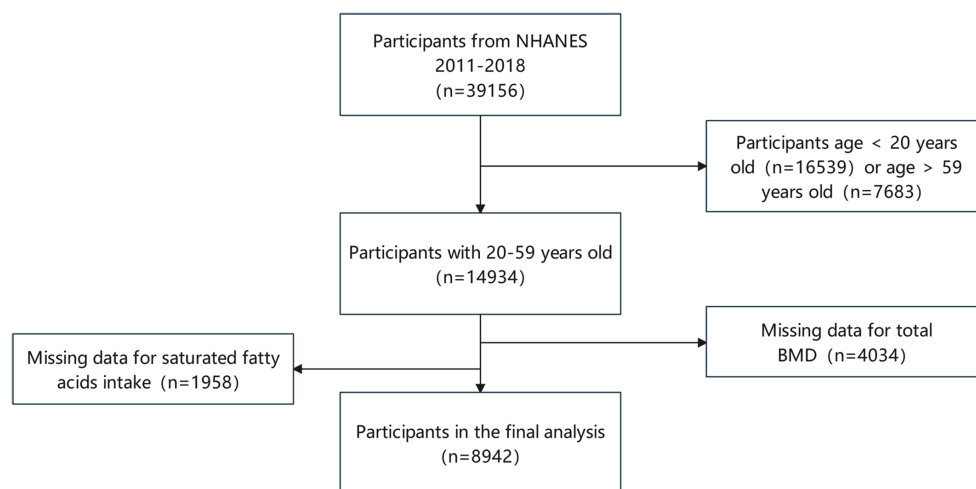 Participants from NHANES
2011-2018
(n=39156)
Participants age < 20 years
old (n=16539) or age > 59
years old (n=7683)
Participants with 20-59 years old
(n=14934)
Missing data for total
BMD (n=4034)
Missing data for saturated fatty
acids intake (n=1958)
Participants in the final analysis
(n=8942)